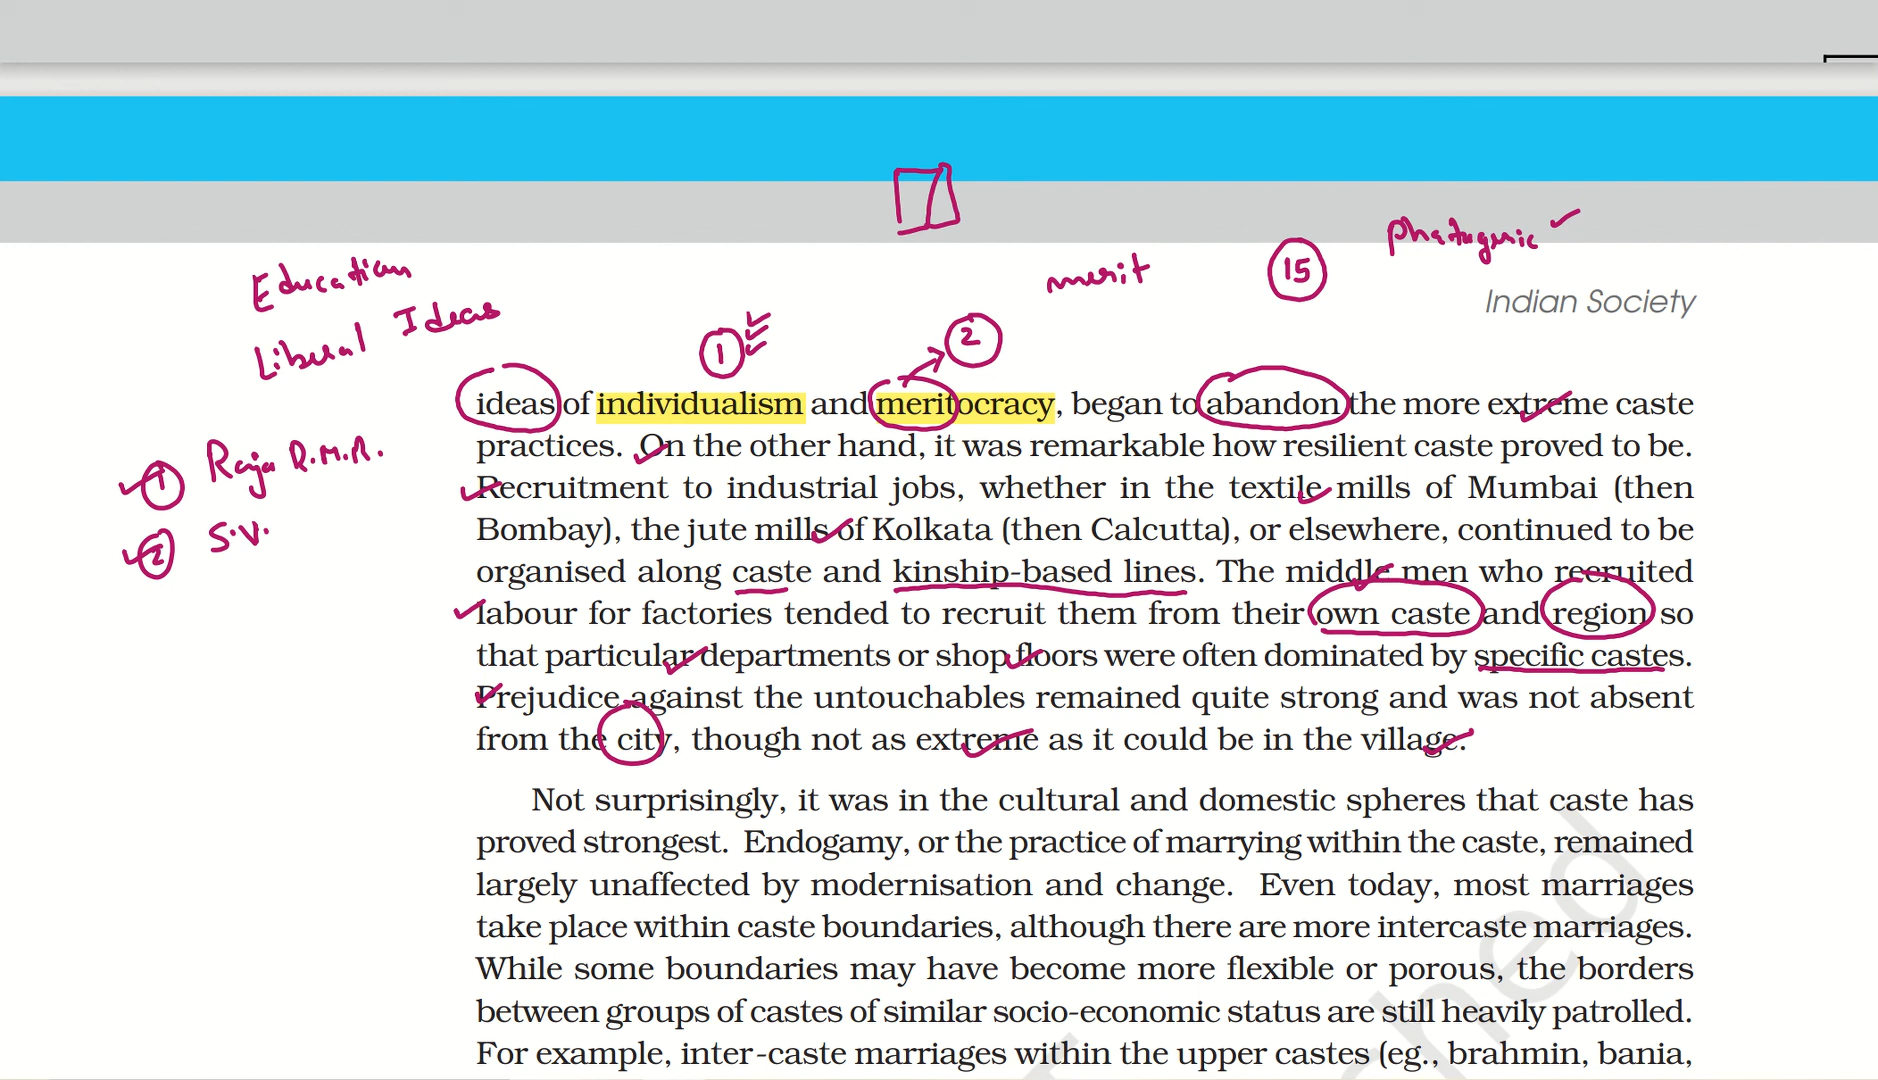 Phatagenic
Education
merit
15
Indian Society
Liberal Ideas
1
2
ideas of individualism and meritocracy, began to abandon the more extreme caste
practices. On the other hand, it was remarkable how resilient caste proved to be.
1 Raja R.M.R.
Recruitment to industrial jobs, whether in the textile mills of Mumbai (then
2 S.V.
Bombay), the jute mills of Kolkata (then Calcutta), or elsewhere, continued to be
organised along caste and kinship-based lines. The middle men who recruited
labour for factories tended to recruit them from their own caste and region so
that particular departments or shop floors were often dominated by specific castes.
Prejudice against the untouchables remained quite strong and was not absent
from the city, though not as extreme as it could be in the village.
Not surprisingly, it was in the cultural and domestic spheres that caste has
proved strongest. Endogamy, or the practice of marrying within the caste, remained
largely unaffected by modernisation and change. Even today, most marriages
take place within caste boundaries, although there are more intercaste marriages.
While some boundaries may have become more flexible or porous, the borders
between groups of castes of similar socio-economic status are still heavily patrolled.
For example, inter-caste marriages within the upper castes (eg., brahmin, bania,